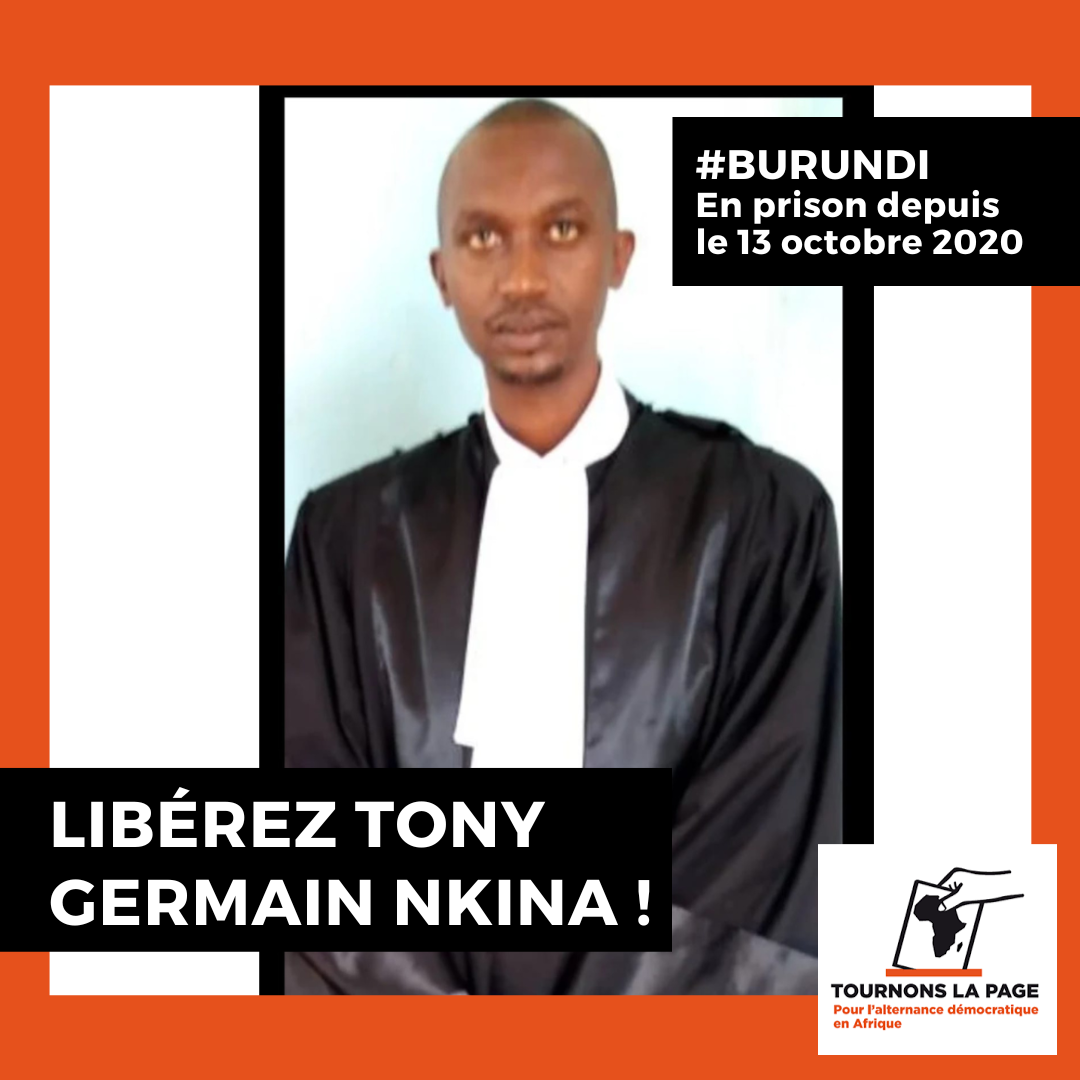 #BURUNDI
En prison depuis
le 13 octobre 2020
LIBÉREZ TONY
GERMAIN NKINA !
TOURNONS LA PAGE
Pour l'alternance démocratique
en Afrique